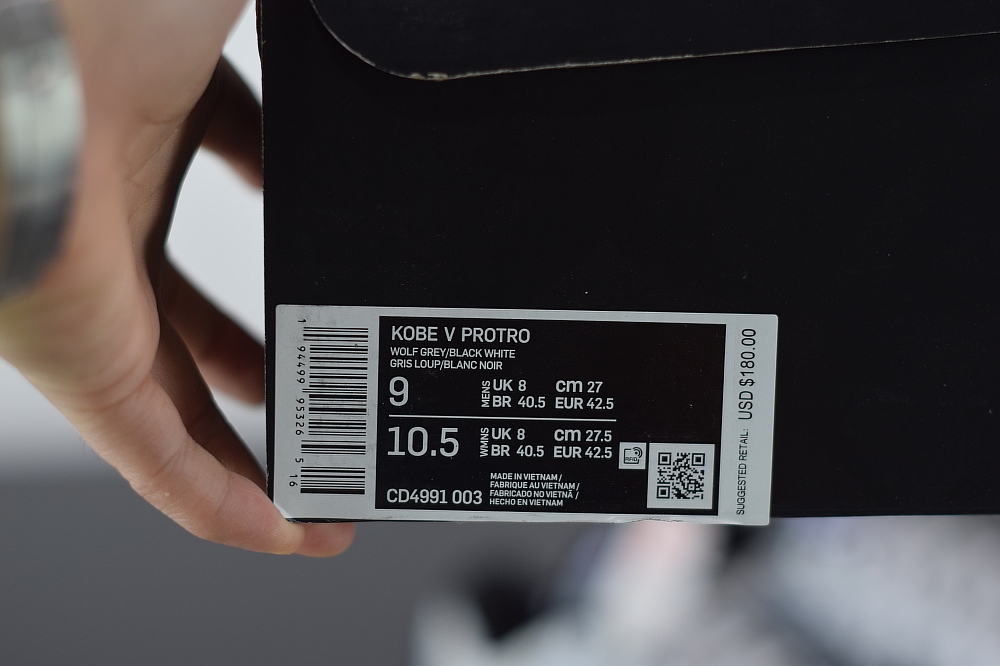 KOBE V PROTRO
WOLF GREY/BLACK WHITE
GRIS LOUP/BLANC NOIR
9
MENS
UK 8 cm 27
BR 40.5 EUR 42.5
10.5
WMNS
UK 8 cm 27.5
BR 40.5 EUR 42.5
RFID
MADE IN VIETNAM /
FABRIQUE AU VIETNAM /
FABRICADO NO VIETNÃ /
HECHO EN VIETNAM
CD4991 003
1 94499 95326 5 16
SUGGESTED RETAIL: USD $180.00